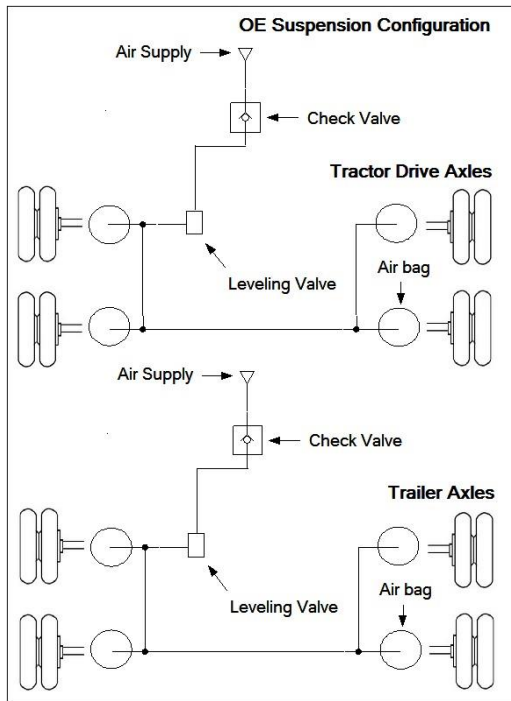 OE Suspension Configuration
Air Supply
Check Valve
Tractor Drive Axles
Air bag
Leveling Valve
Air Supply
Check Valve
Trailer Axles
Air bag
Leveling Valve